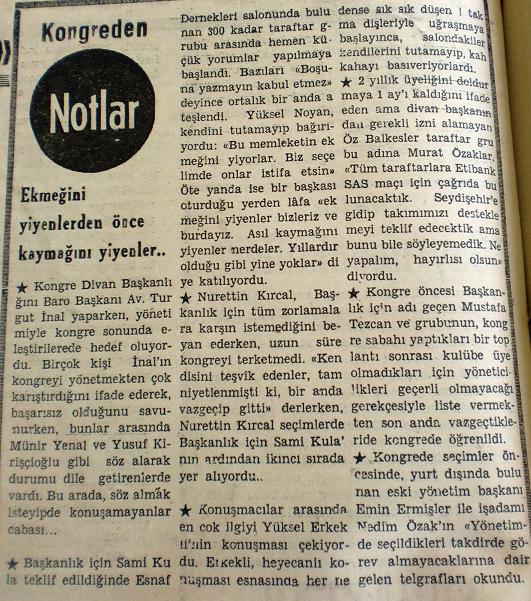 Kongreden
Notlar
Ekmeğini
yiyenlerden önce
kaymağını yiyenler..
★ Kongre Divan Başkanlı
ğını Baro Başkanı Av. Tur
gut İnal yaparken, yöneti
miyle kongre sonunda e-
leştirilerede hedef oluyor-
du. Birçok kişi İnal'ın
kongreyi yönetmekten çok
karıştırdığını ifade ederek,
başarısız olduğunu savu-
nurken, bunlar arasında
Münir Yenal ve Yusuf Ki-
rişçioğlu gibi söz alarak
durumu dile getirenlerde
vardı. Bu arada, söz almak
isteyipde konuşamayanlar
cabası...
★ Başkanlık için Sami Ku
la teklif edildiğinde Esnaf
Dernekleri salonunda bulu
nan 300 kadar taraftar g-
rubu arasında hemen kü-
çük yorumlar yapılmaya
başlandı. Bazıları «Boşu-
na yazmayın kabul etmez»
deyince ortalık bir anda a
teşlendi. Yüksel Noyan,
kendini tutamayıp bağırı-
yordu: «Bu memleketin ek
meğini yiyorlar. Biz seçe
limde onlar istifa etsin»
Öte yanda ise bir başkası
oturduğu yerden lâfa «ek
meğini yiyenler bizleriz ve
burdayız. Asıl kaymağını
yiyenler nerdeler. Yıllardır
olduğu gibi yine yoklar» di
ye katılıyordu.
★ Nurettin Kırcal, Baş-
kanlık için tüm zorlamala
ra karşın istemediğini be-
yan ederken, uzun süre
kongreyi terketmedi. «Ken
disini teşvik edenler, tam
niyetlenmişti ki, bir anda
vazgeçip gitti» derlerken,
Nurettin Kırcal seçimlerde
Başkanlık için Sami Kula'
nın ardından ikinci sırada
yer alıyordu..
★ Konuşmacılar arasında
en çok ilgiyi Yüksel Erkek
li'nin konuşması çekiyor-
du. Erkekli, heyecanlı ko-
nuşması esnasında her ne
dense sık sık düşen tak
ma dişleriyle uğraşmaya
başlayınca, salondakiler
kendilerini tutamayıp, kah
kahayı basıveriyorlardı.
★ 2 yıllık üyeliğini doldur
maya 1 ay'ı kaldığını ifade
eden ama divan başkanın
dan gerekli izni alamayan
Öz Balkesler taraftar gru
bu adına Murat Özaklar,
«Tüm taraftarlara Etibank
SAS maçı için çağrıda bu
lunacaktık. Seydişehir'e
gidip takımımızı destekle
meyi teklif edecektik ama
bunu bile söyleyemedik. Ne
yapalım, hayırlısı olsun»
diyordu.
★ Kongre öncesi Başkan-
lık için adı geçen Mustafa
Tezcan ve grubunun, kong
re sabahı yaptıkları bir top
lantı sonrası kulübe üye
olmadıkları için yönetici-
likleri geçerli olmayacağı
gerekçesiyle liste vermek-
ten son anda vazgeçtikle-
ride kongrede öğrenildi.
★ Kongrede seçimler ön-
cesinde, yurt dışında bulu
nan eski yönetim başkanı
Emin Ermişler ile işadamı
Nedim Özak'ın «Yönetim-
de seçildikleri takdirde gö-
rev almayacaklarına dair
gelen telgrafları okundu.